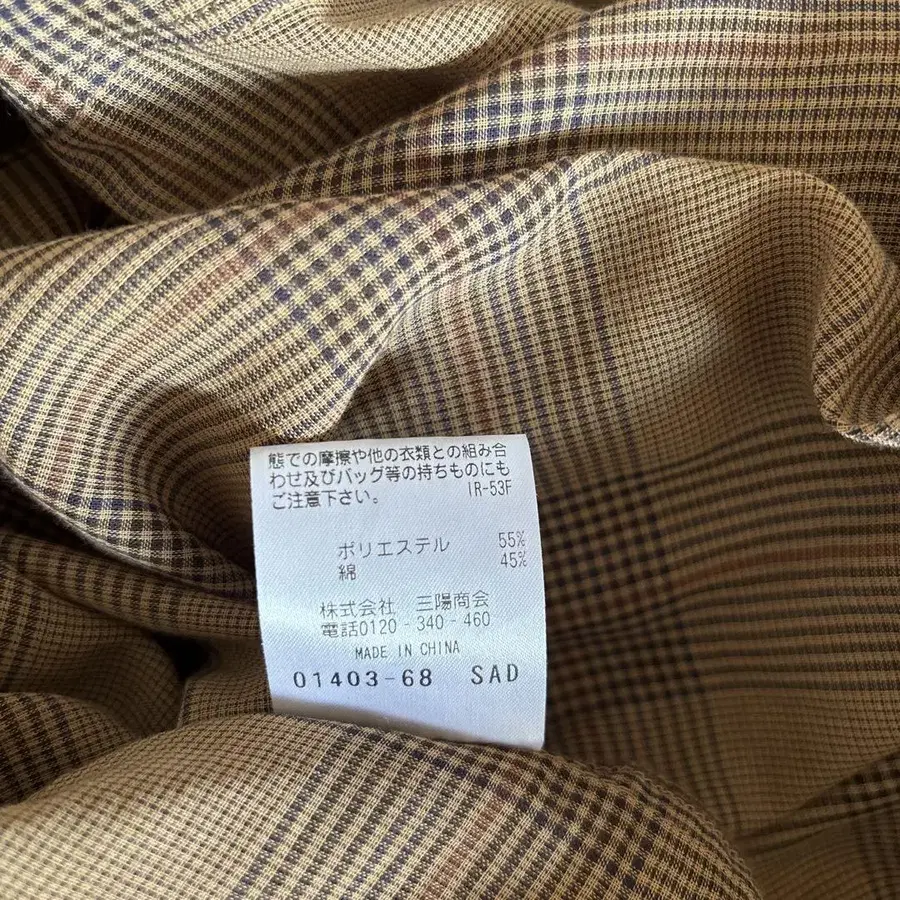 態での摩擦や他の衣類との組み合
わせ及びバッグ等の持ちものにも
ご注意下さい。 IR-53F
ポリエステル 55%
綿 45%
株式会社 三陽商会
電話0120-340-460
MADE IN CHINA
01403-68 SAD